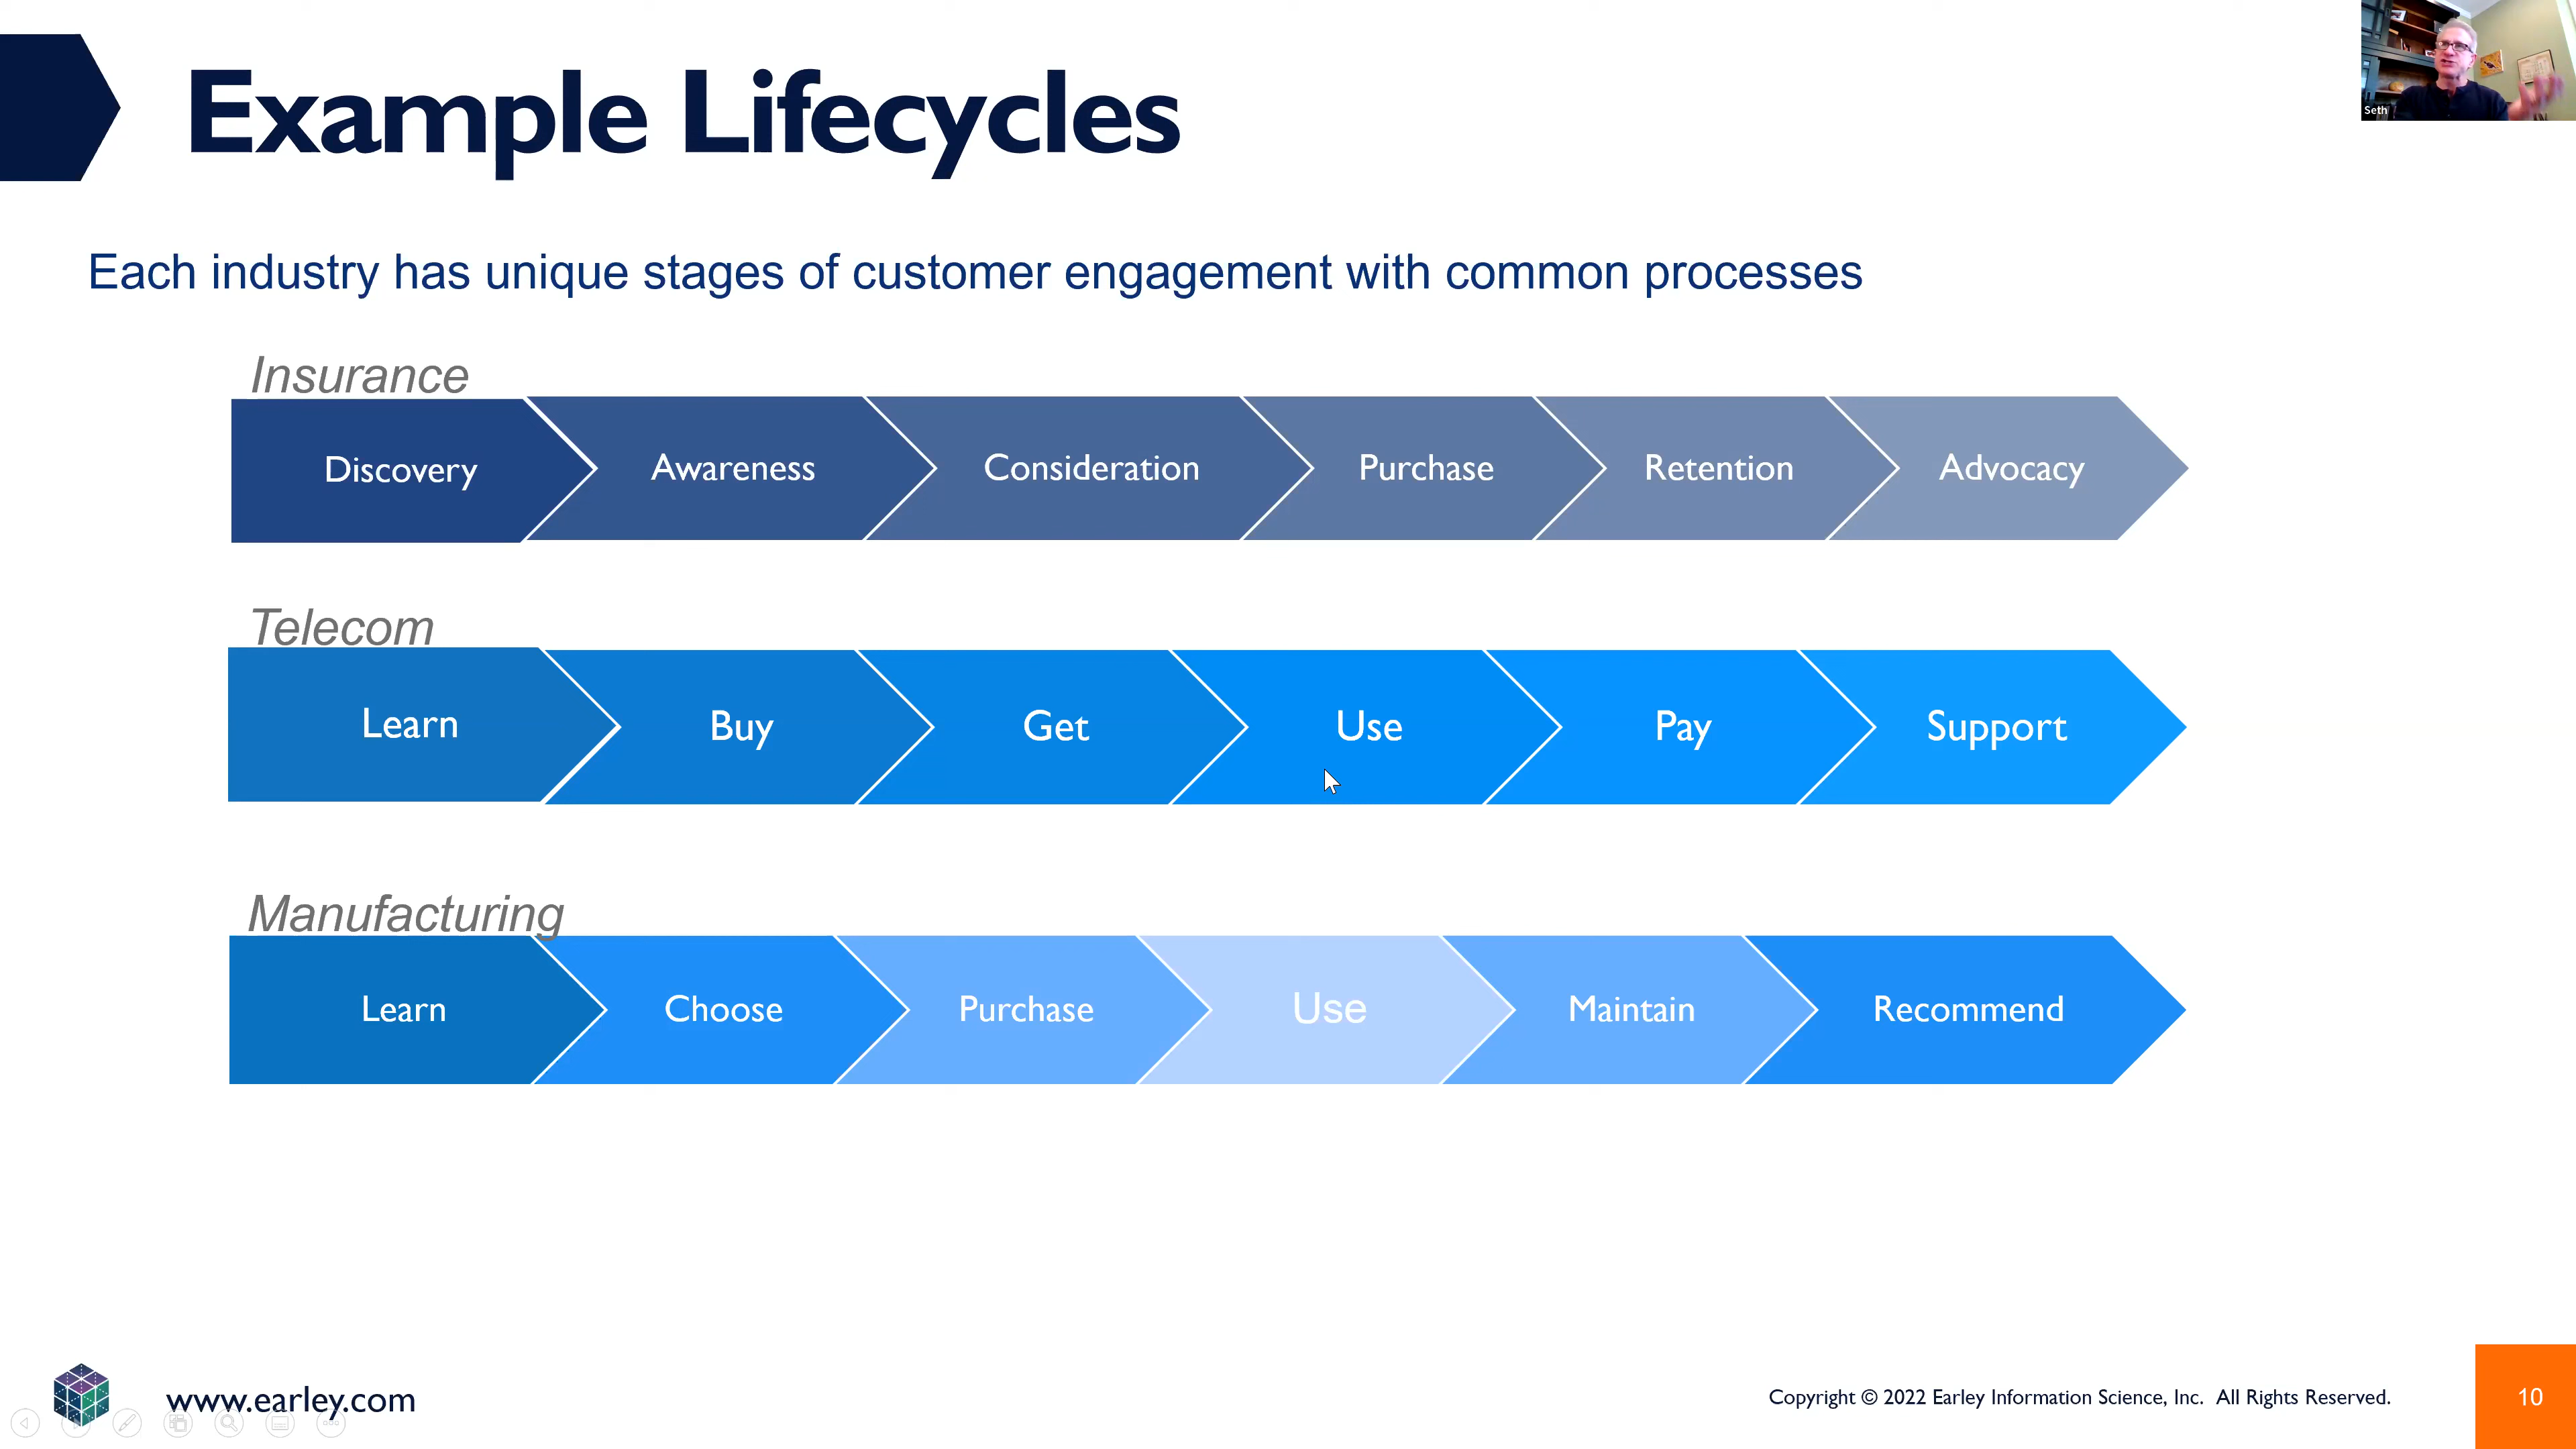 Example Lifecycles
Seth
Each industry has unique stages of customer engagement with common processes
Insurance
Discovery
Awareness
Consideration
Purchase
Retention
Advocacy
Telecom
Learn
Buy
Get
Use
Pay
Support
Manufacturing
Learn
Choose
Purchase
Use
Maintain
Recommend
www.earley.com
Copyright © 2022 Earley Information Science, Inc. All Rights Reserved.
10